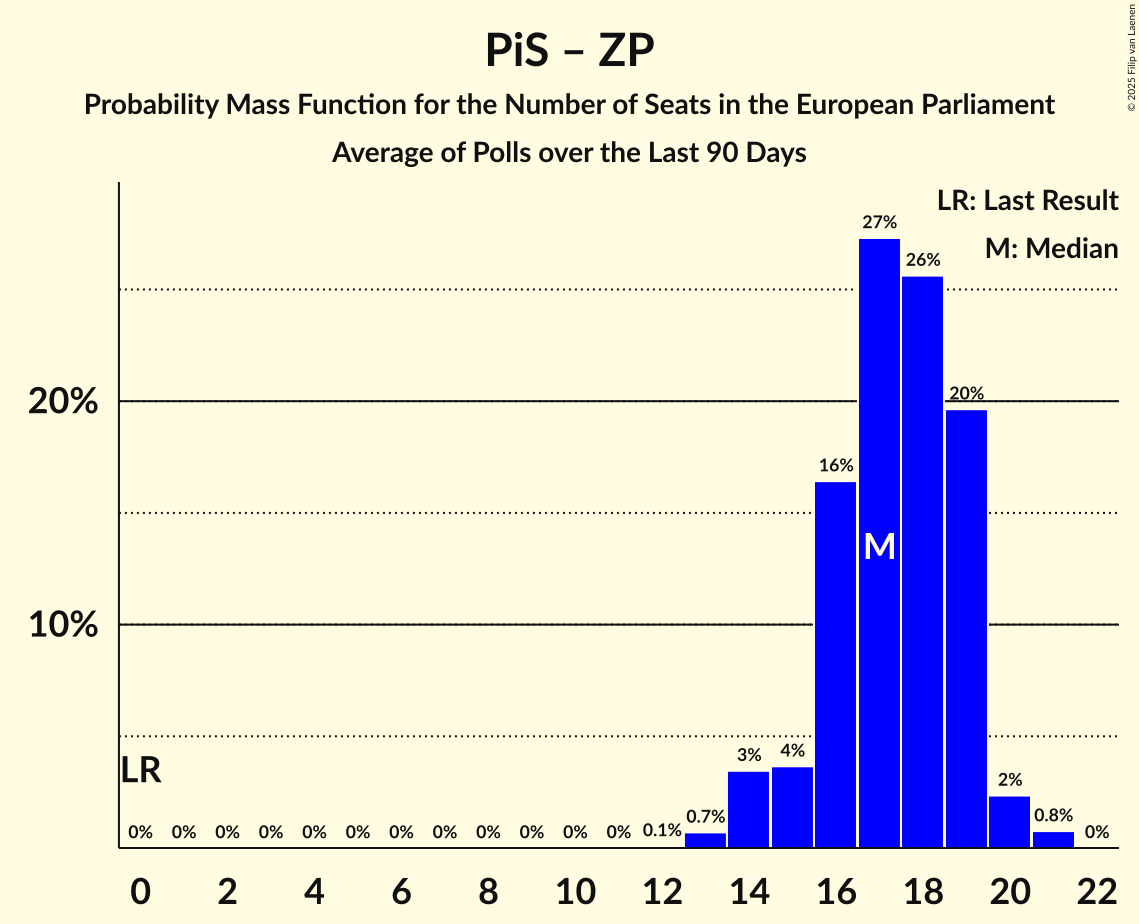 PiS – ZP
Probability Mass Function for the Number of Seats in the European Parliament
Average of Polls over the Last 90 Days
© 2025 Filip van Laenen
LR: Last Result
M: Median
27%
26%
20%
20%
16%
M
10%
LR
0% 0% 0% 0% 0% 0% 0% 0% 0% 0% 0% 0% 0.1% 0.7% 3% 4% 2% 0.8% 0%
0 2 4 6 8 10 12 14 16 18 20 22